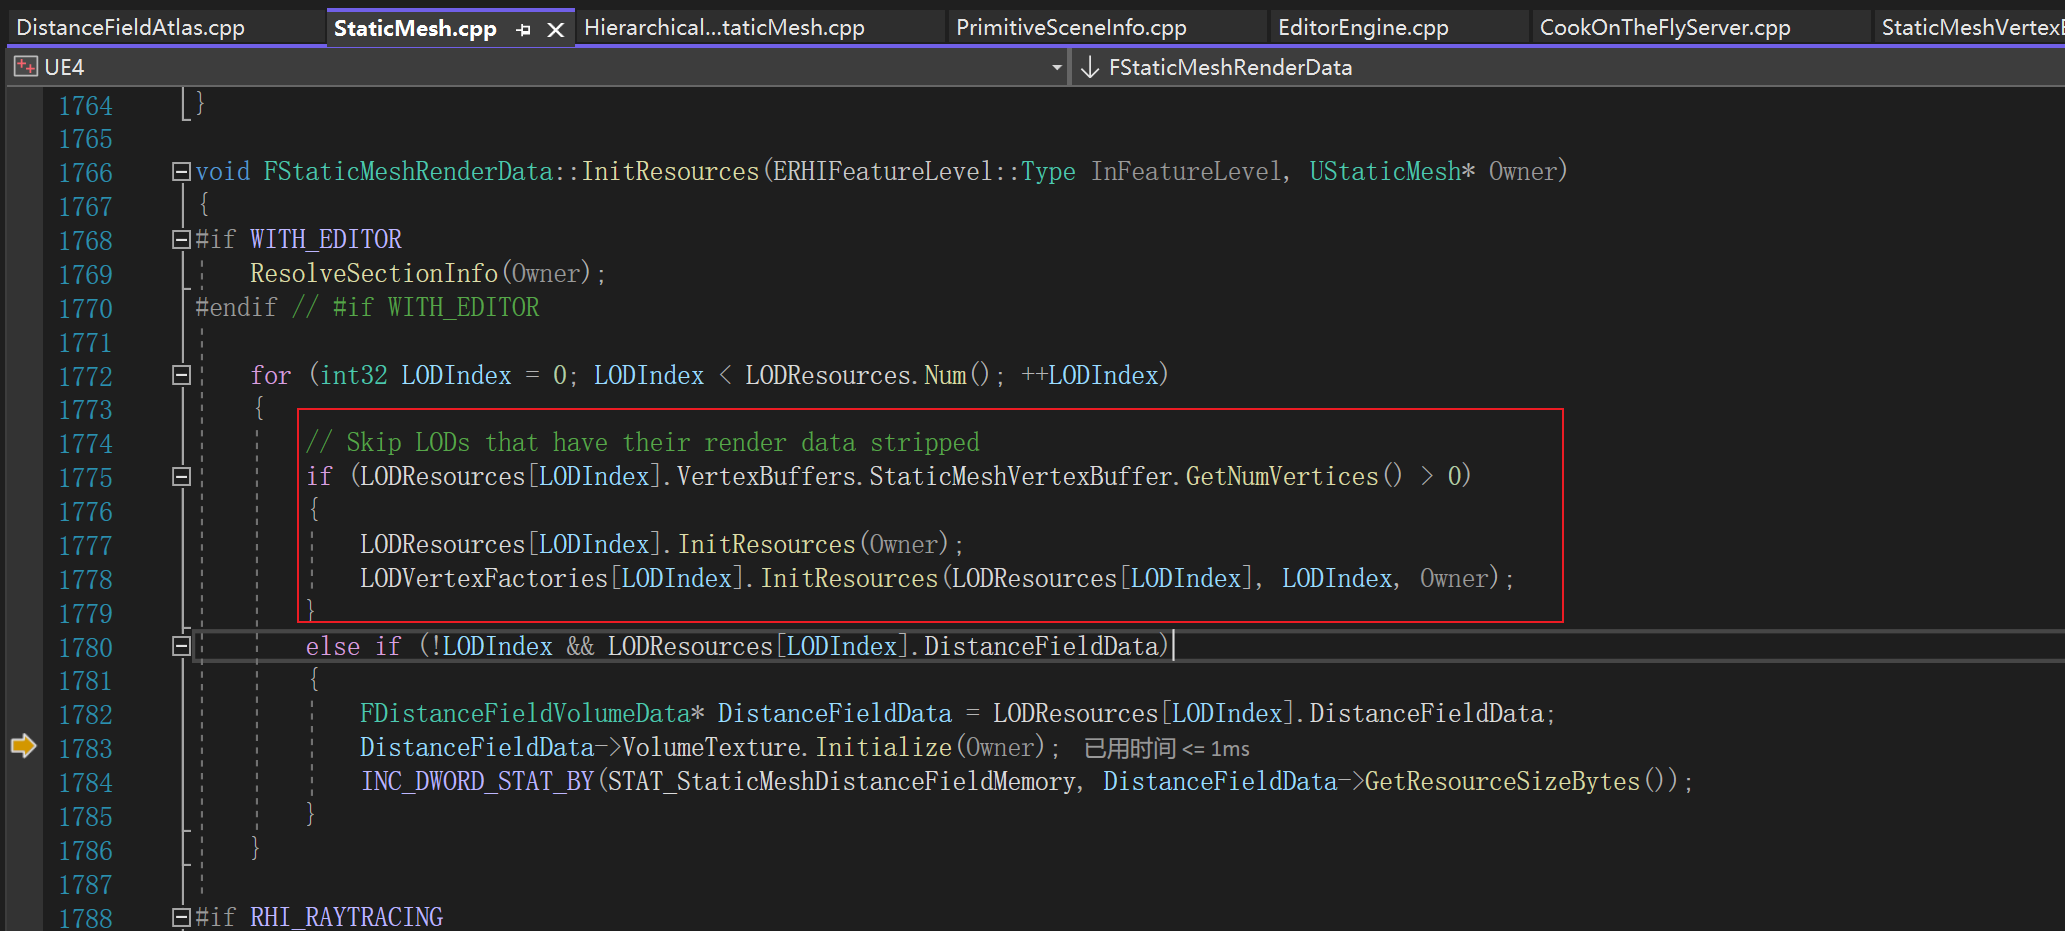 DistanceFieldAtlas.cpp StaticMesh.cpp Hierarchical...taticMesh.cpp PrimitiveSceneInfo.cpp EditorEngine.cpp CookOnTheFlyServer.cpp StaticMeshVertexB
UE4 FStaticMeshRenderData
1764 }
1765
1766 void FStaticMeshRenderData::InitResources(ERHIFeatureLevel::Type InFeatureLevel, UStaticMesh* Owner)
1767 {
1768 #if WITH_EDITOR
1769 ResolveSectionInfo(Owner);
1770 #endif // #if WITH_EDITOR
1771
1772 for (int32 LODIndex = 0; LODIndex < LODResources.Num(); ++LODIndex)
1773 {
1774 // Skip LODs that have their render data stripped
1775 if (LODResources[LODIndex].VertexBuffers.StaticMeshVertexBuffer.GetNumVertices() > 0)
1776 {
1777 LODResources[LODIndex].InitResources(Owner);
1778 LODVertexFactories[LODIndex].InitResources(LODResources[LODIndex], LODIndex, Owner);
1779 }
1780 else if (!LODIndex && LODResources[LODIndex].DistanceFieldData)
1781 {
1782 FDistanceFieldVolumeData* DistanceFieldData = LODResources[LODIndex].DistanceFieldData;
1783 DistanceFieldData->VolumeTexture.Initialize(Owner); 已用时间 <= 1ms
1784 INC_DWORD_STAT_BY(STAT_StaticMeshDistanceFieldMemory, DistanceFieldData->GetResourceSizeBytes());
1785 }
1786 }
1787
1788 #if RHI_RAYTRACING